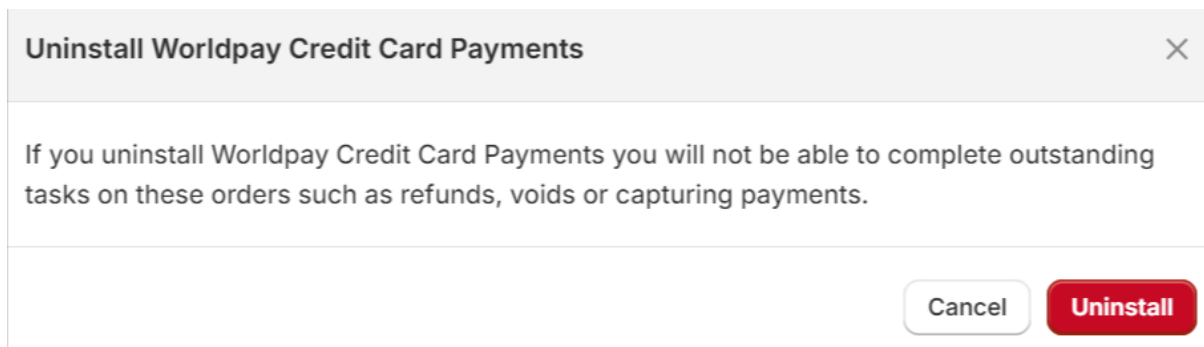 Uninstall Worldpay Credit Card Payments
If you uninstall Worldpay Credit Card Payments you will not be able to complete outstanding
tasks on these orders such as refunds, voids or capturing payments.
Cancel
Uninstall